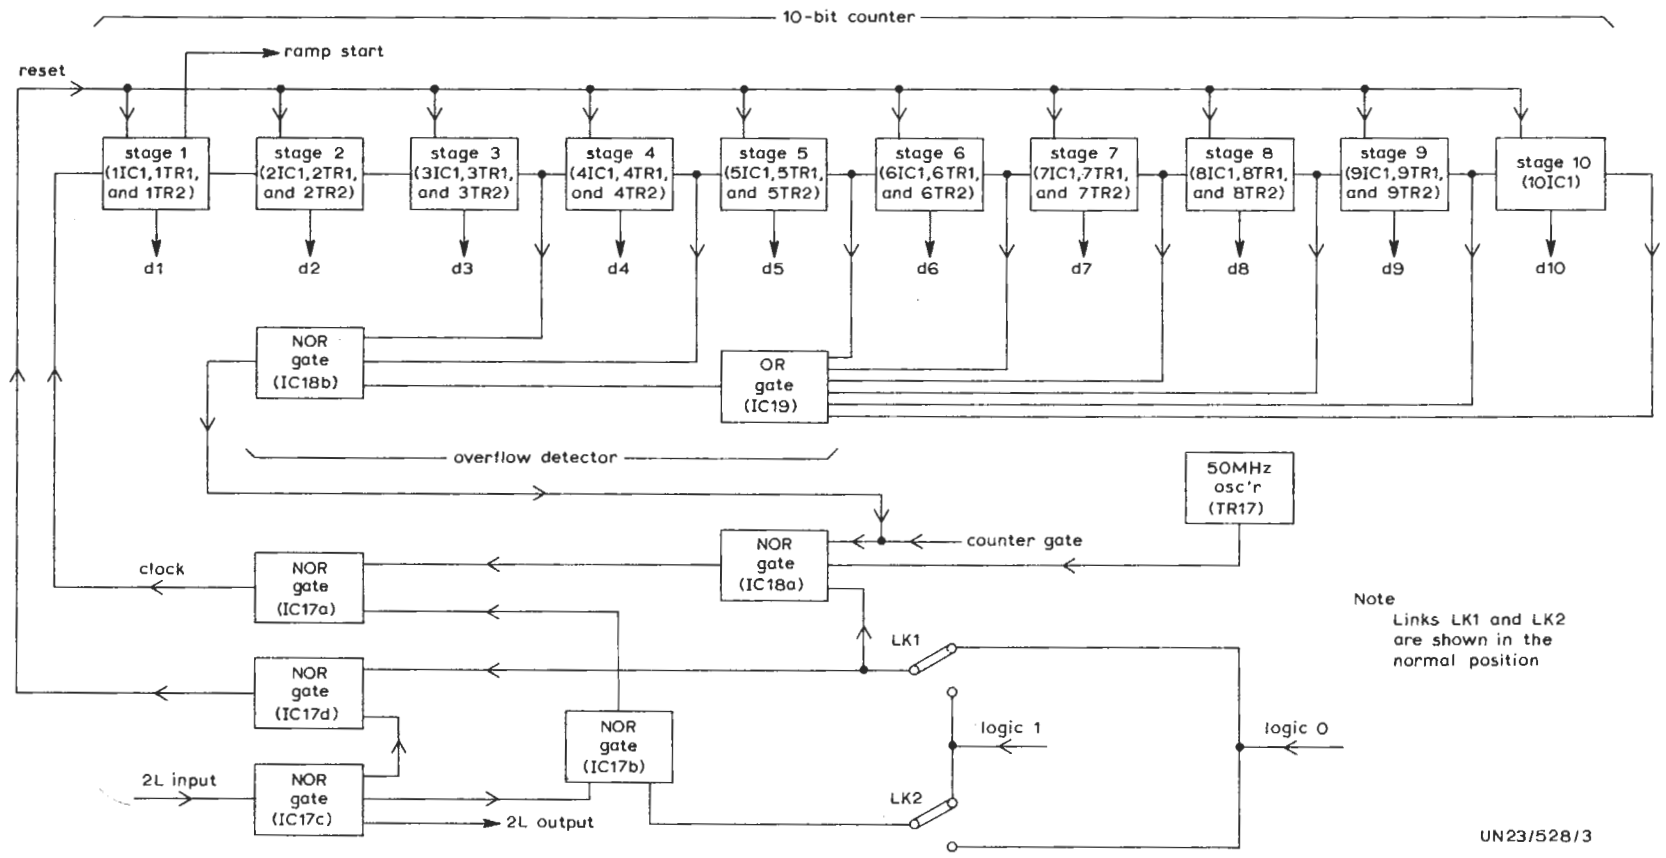 10-bit counter
ramp start
reset
stage 1
(1IC1,1TR1,
and 1TR2)
stage 2
(2IC1,2TR1,
and 2TR2)
stage 3
(3IC1,3TR1,
and 3TR2)
stage 4
(4IC1,4TR1,
ond 4TR2)
stage 5
(5IC1,5TR1,
and 5TR2)
stage 6
(6IC1,6TR1,
and 6TR2)
stage 7
(7IC1,7TR1,
and 7TR2)
stage 8
(8IC1,8TR1,
and 8TR2)
stage 9
(9IC1,9TR1,
and 9TR2)
stage 10
(10IC1)
d1
d2
d3
d4
d5
d6
d7
d8
d9
d10
NOR
gate
(IC18b)
OR
gate
(IC19)
overflow detector
50MHz
osc'r
(TR17)
NOR
gate
(IC18a)
counter gate
clock
NOR
gate
(IC17a)
Note
Links LK1 and LK2
are shown in the
normal position
LK1
NOR
gate
(IC17d)
NOR
gate
(IC17b)
logic 1
logic 0
2L input
NOR
gate
(IC17c)
2L output
LK2
UN23/528/3